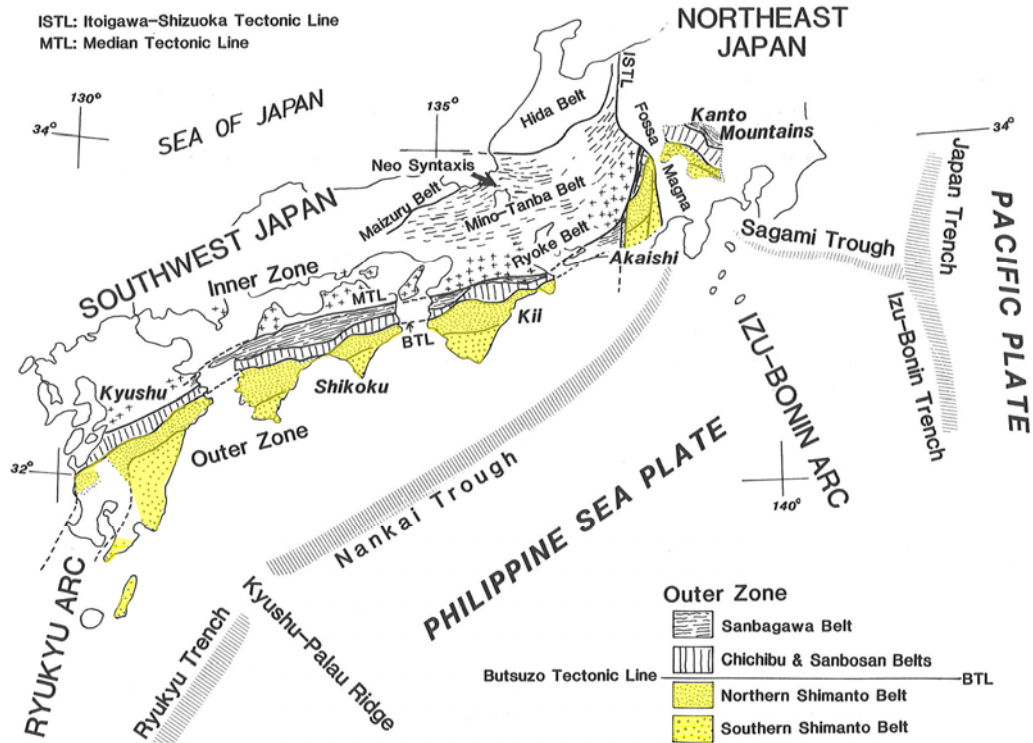 ISTL: Itoigawa–Shizuoka Tectonic Line
MTL: Median Tectonic Line
NORTHEAST
JAPAN
130°
34°
SEA OF JAPAN
135°
Hida Belt
ISTL
Fossa
Magna
Kanto
Mountains
34°
Neo Syntaxis
Maizuru Belt
Mino–Tanba Belt
Ryoke Belt
Akaishi
Sagami Trough
Japan Trench
PACIFIC PLATE
SOUTHWEST JAPAN
Inner Zone
MTL
BTL
Kii
Shikoku
Kyushu
Outer Zone
32°
Izu–Bonin Trench
IZU–BONIN ARC
140°
Nankai Trough
PHILIPPINE SEA PLATE
RYUKYU ARC
Ryukyu Trench
Kyushu–Palau Ridge
Outer Zone
Sanbagawa Belt
Chichibu & Sanbosan Belts
Butsuzo Tectonic Line BTL
Northern Shimanto Belt
Southern Shimanto Belt